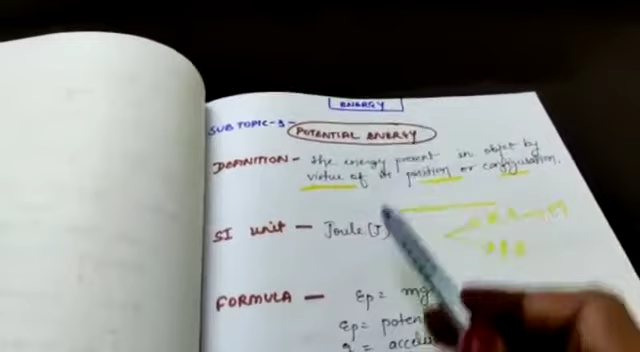 ENERGY
SUB TOPIC-3-
POTENTIAL ENERGY
DEFINITION - The energy present in object by
virtue of its position or configuration.
SI unit - Joule (J)
FORMULA - Ep = mg
Ep = poten
g = accele